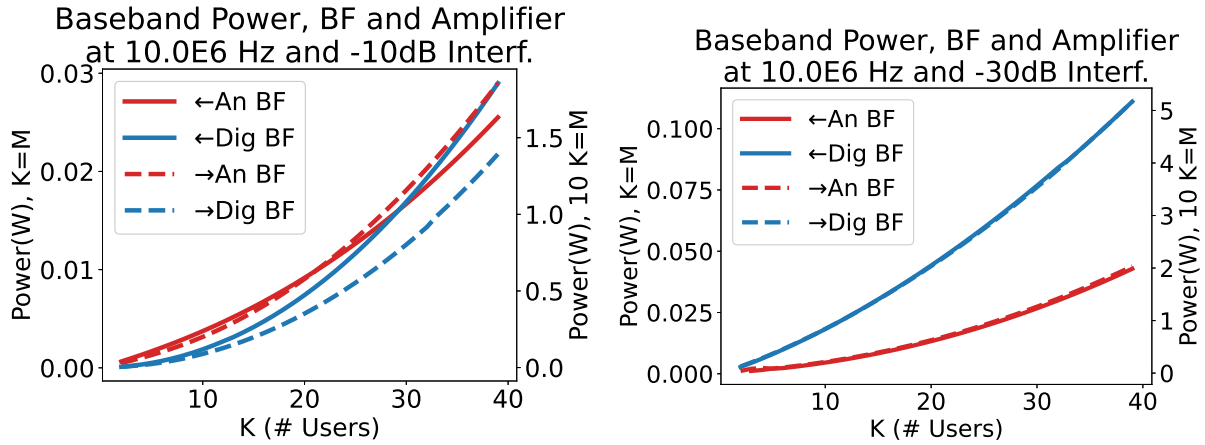 Baseband Power, BF and Amplifier
at 10.0E6 Hz and -10dB Interf.
Power(W), K=M
0.03
0.02
0.01
0.00
←An BF
←Dig BF
→An BF
→Dig BF
1.5
1.0
0.5
0.0
Power(W), 10 K=M
10
20
30
40
K (# Users)
Baseband Power, BF and Amplifier
at 10.0E6 Hz and -30dB Interf.
Power(W), K=M
0.100
0.075
0.050
0.025
0.000
←An BF
←Dig BF
→An BF
→Dig BF
5
4
3
2
1
0
Power(W), 10 K=M
10
20
30
40
K (# Users)